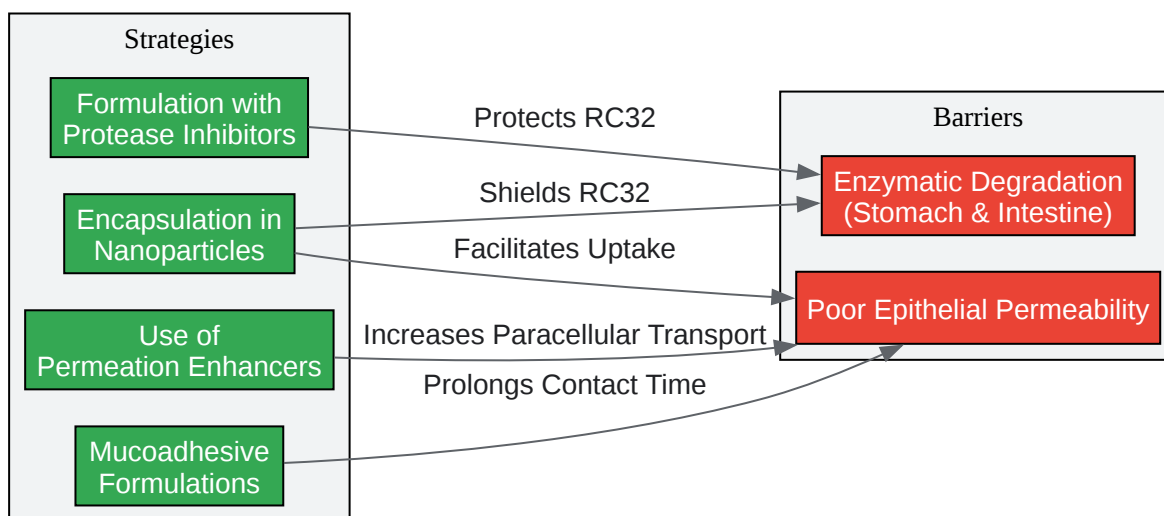 Strategies
Formulation with
Protease Inhibitors
Encapsulation in
Nanoparticles
Use of
Permeation Enhancers
Mucoadhesive
Formulations
Protects RC32
Shields RC32
Facilitates Uptake
Increases Paracellular Transport
Prolongs Contact Time
Barriers
Enzymatic Degradation
(Stomach & Intestine)
Poor Epithelial Permeability